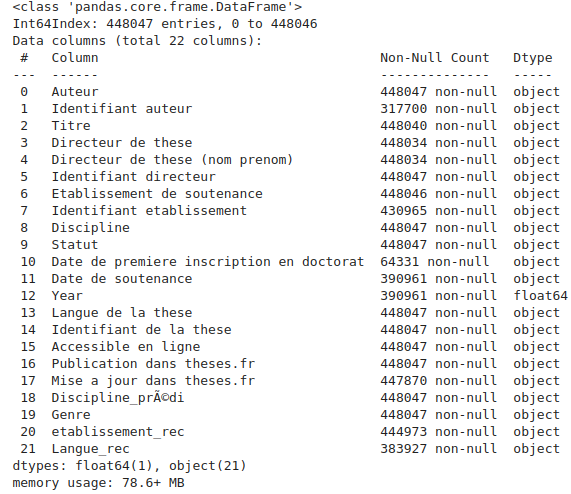 <class 'pandas.core.frame.DataFrame'>
Int64Index: 448047 entries, 0 to 448046
Data columns (total 22 columns):
 #   Column                                    Non-Null Count   Dtype
---  ------                                    --------------   -----
 0   Auteur                                    448047 non-null  object
 1   Identifiant auteur                        317700 non-null  object
 2   Titre                                     448040 non-null  object
 3   Directeur de these                        448034 non-null  object
 4   Directeur de these (nom prenom)           448034 non-null  object
 5   Identifiant directeur                     448047 non-null  object
 6   Etablissement de soutenance               448046 non-null  object
 7   Identifiant etablissement                 430965 non-null  object
 8   Discipline                                448047 non-null  object
 9   Statut                                    448047 non-null  object
 10  Date de premiere inscription en doctorat  64331 non-null   object
 11  Date de soutenance                        390961 non-null  object
 12  Year                                      390961 non-null  float64
 13  Langue de la these                        448047 non-null  object
 14  Identifiant de la these                   448047 non-null  object
 15  Accessible en ligne                       448047 non-null  object
 16  Publication dans theses.fr                448047 non-null  object
 17  Mise a jour dans theses.fr                447870 non-null  object
 18  Discipline_prÃ©di                         448047 non-null  object
 19  Genre                                     448047 non-null  object
 20  etablissement_rec                         444973 non-null  object
 21  Langue_rec                                383927 non-null  object
dtypes: float64(1), object(21)
memory usage: 78.6+ MB